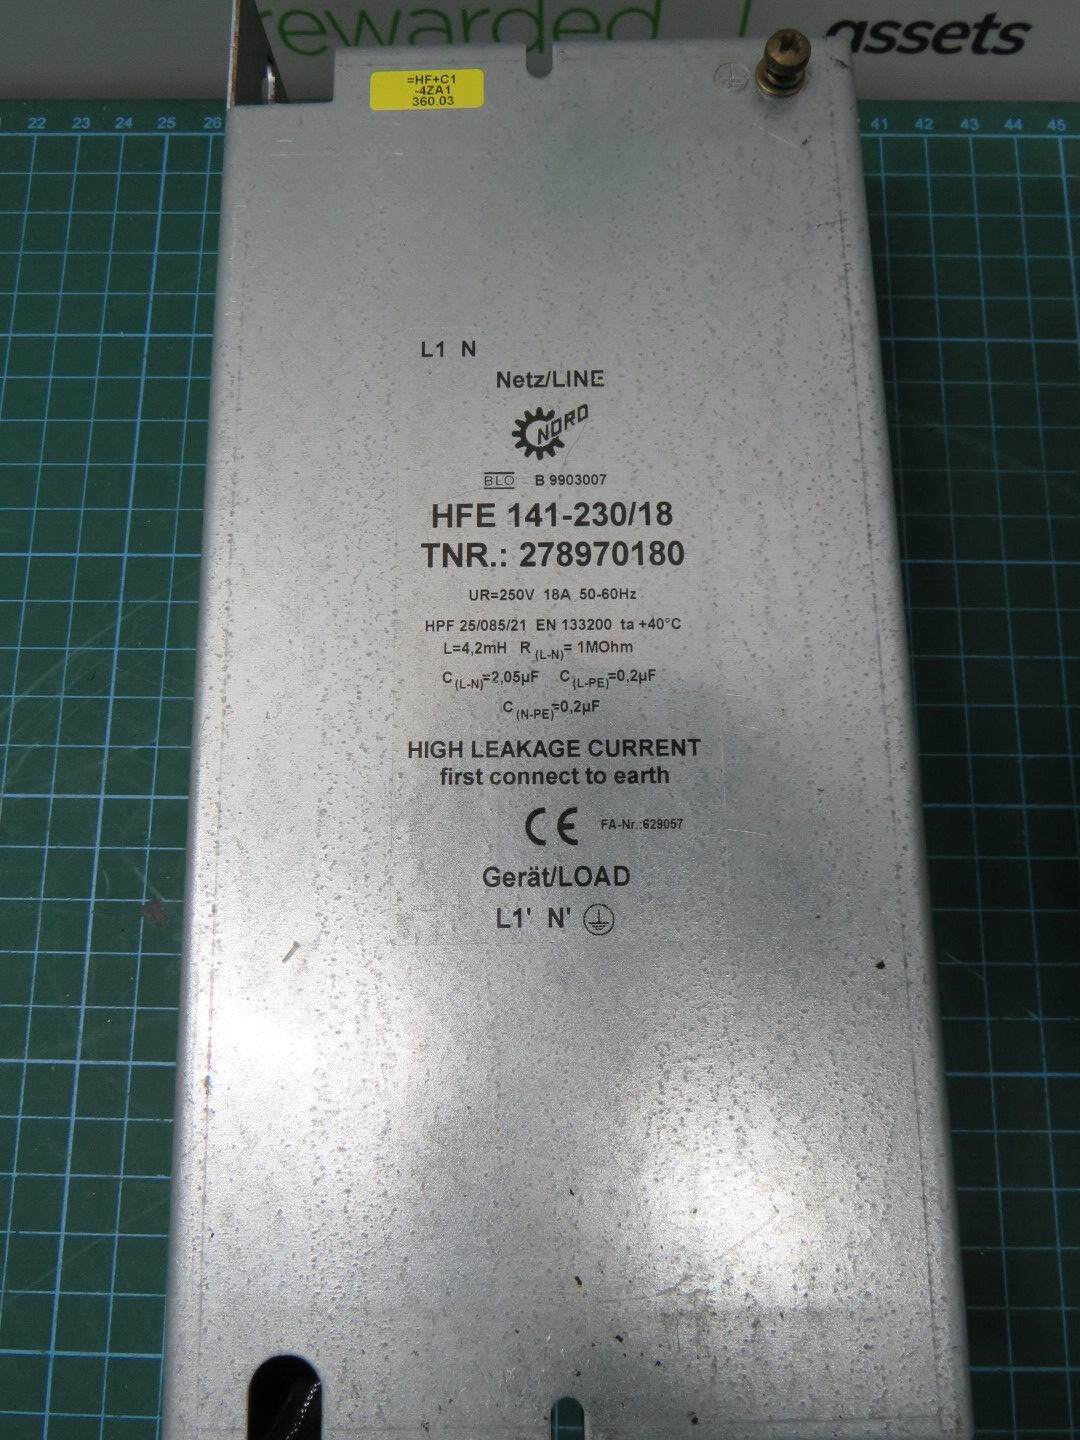 rewarded
assets
=HF+C1
-4ZA1
360.03
22 23 24 25 26 41 42 43 44 45
L1 N
Netz/LINE
NORD
BLO B 9903007
HFE 141-230/18
TNR.: 278970180
UR=250V 18A 50-60Hz
HPF 25/085/21 EN 133200 ta +40°C
L=4,2mH R(L-N)= 1MOhm
C(L-N)=2,05µF C(L-PE)=0,2µF
C(N-PE)=0,2µF
HIGH LEAKAGE CURRENT
first connect to earth
CE FA-Nr.:629057
Gerät/LOAD
L1' N'